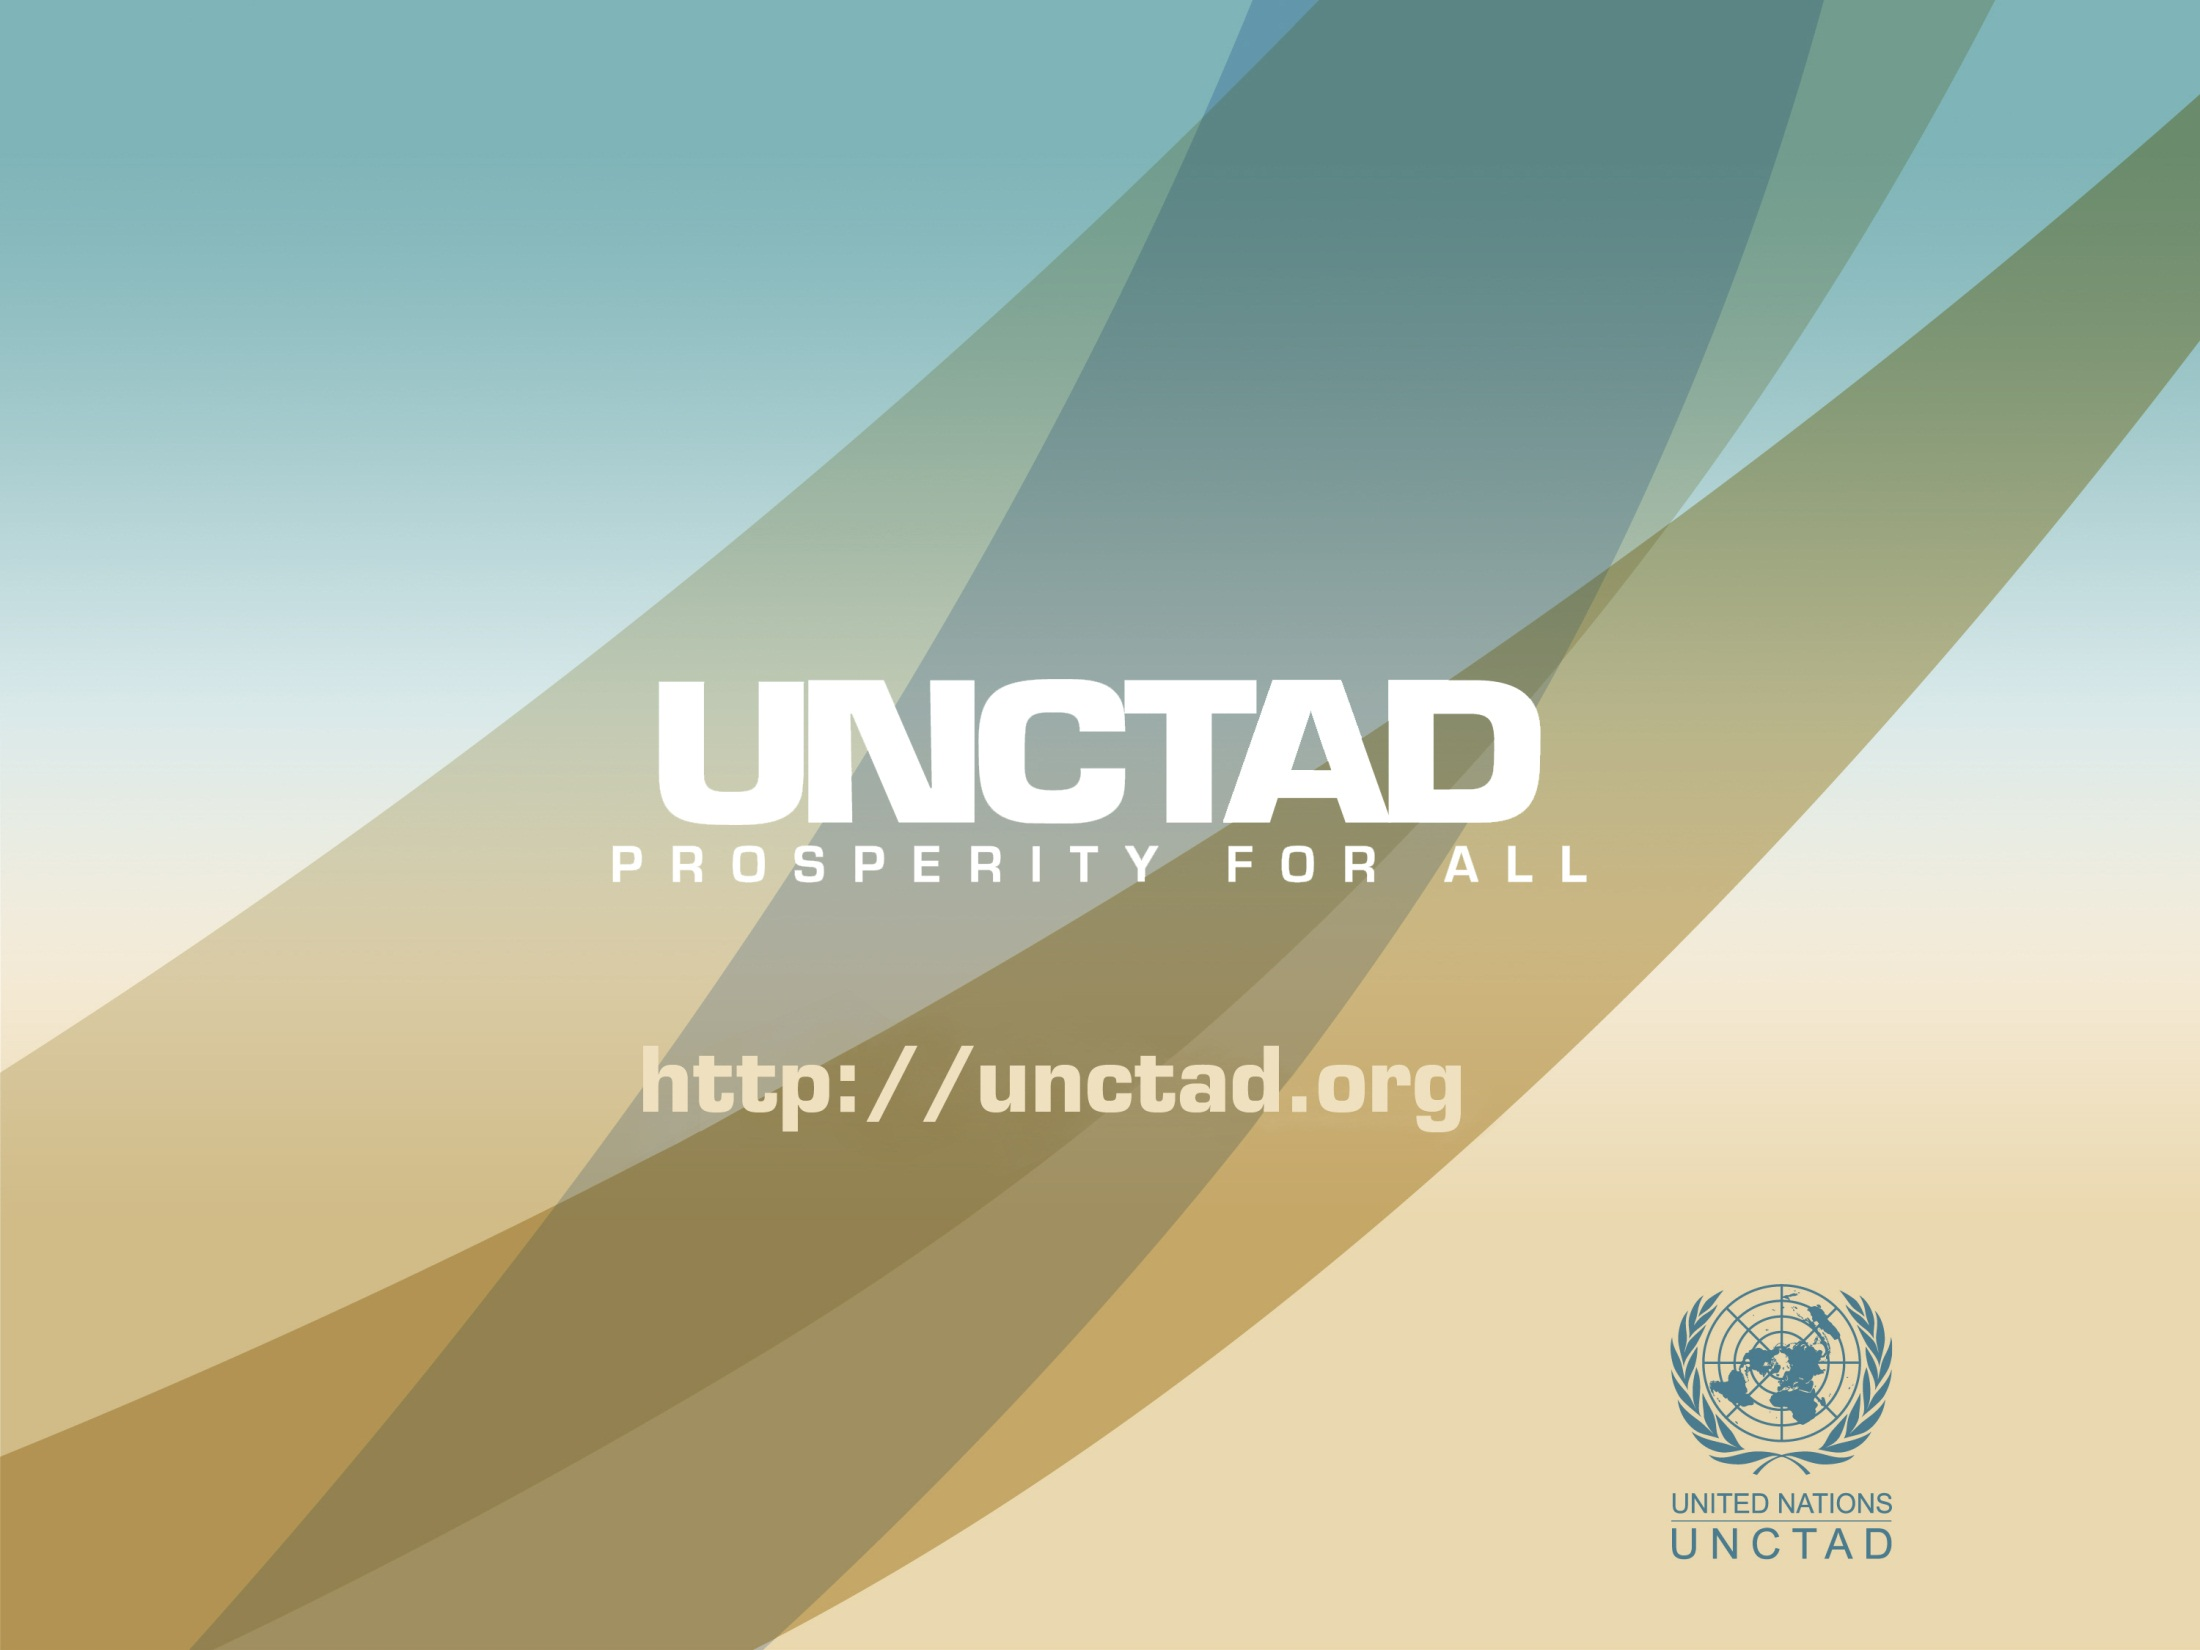 UNCTAD
PROSPERITY FOR ALL
http://unctad.org
UNITED NATIONS
UNCTAD